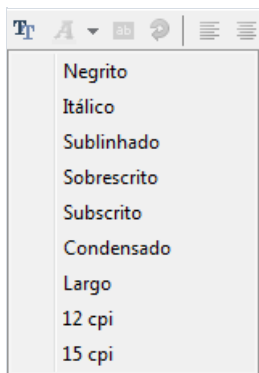 Negrito
Itálico
Sublinhado
Sobrescrito
Subscrito
Condensado
Largo
12 cpi
15 cpi